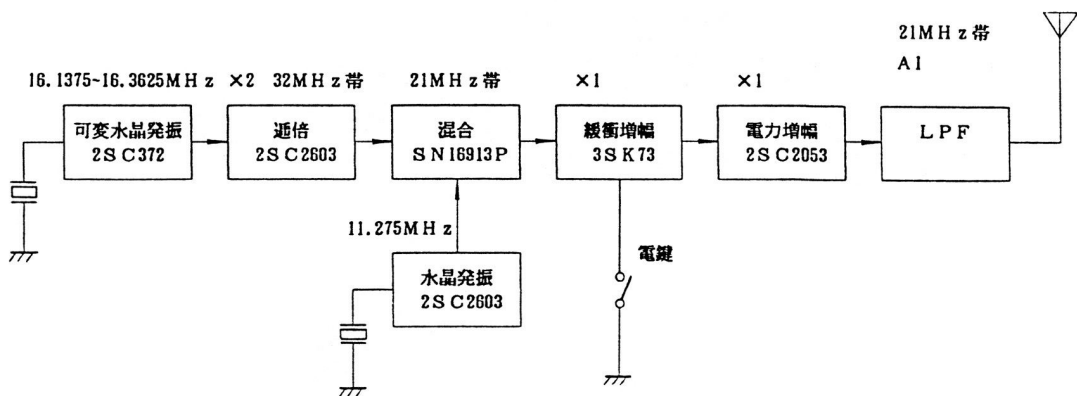 21MHz帯
A1
16.1375~16.3625MHz ×2 32MHz帯 21MHz帯 ×1 ×1
可変水晶発振
2SC372
逓倍
2SC2603
混合
SN16913P
緩衝増幅
3SK73
電力増幅
2SC2053
LPF
11.275MHz
水晶発振
2SC2603
電鍵